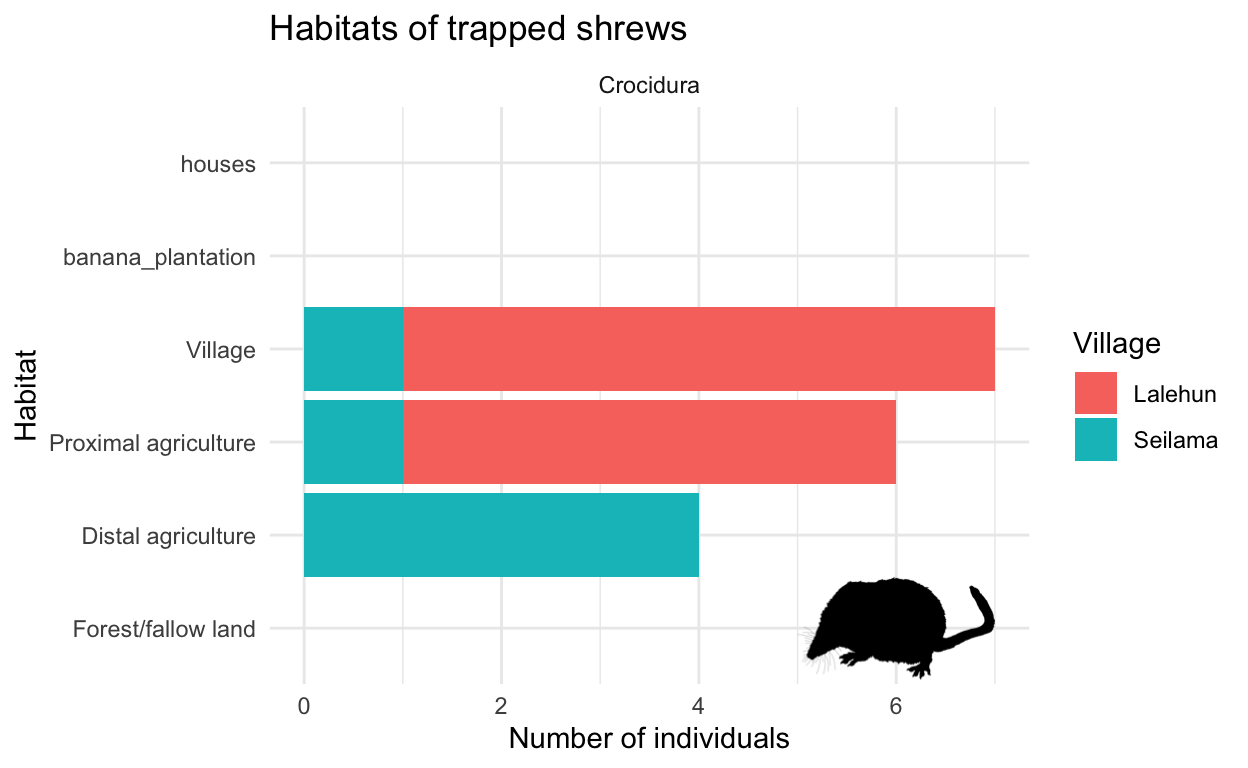 Habitats of trapped shrews
Crocidura
houses
banana_plantation
Village
Proximal agriculture
Distal agriculture
Forest/fallow land
Habitat
0 2 4 6
Number of individuals
Village
Lalehun
Seilama